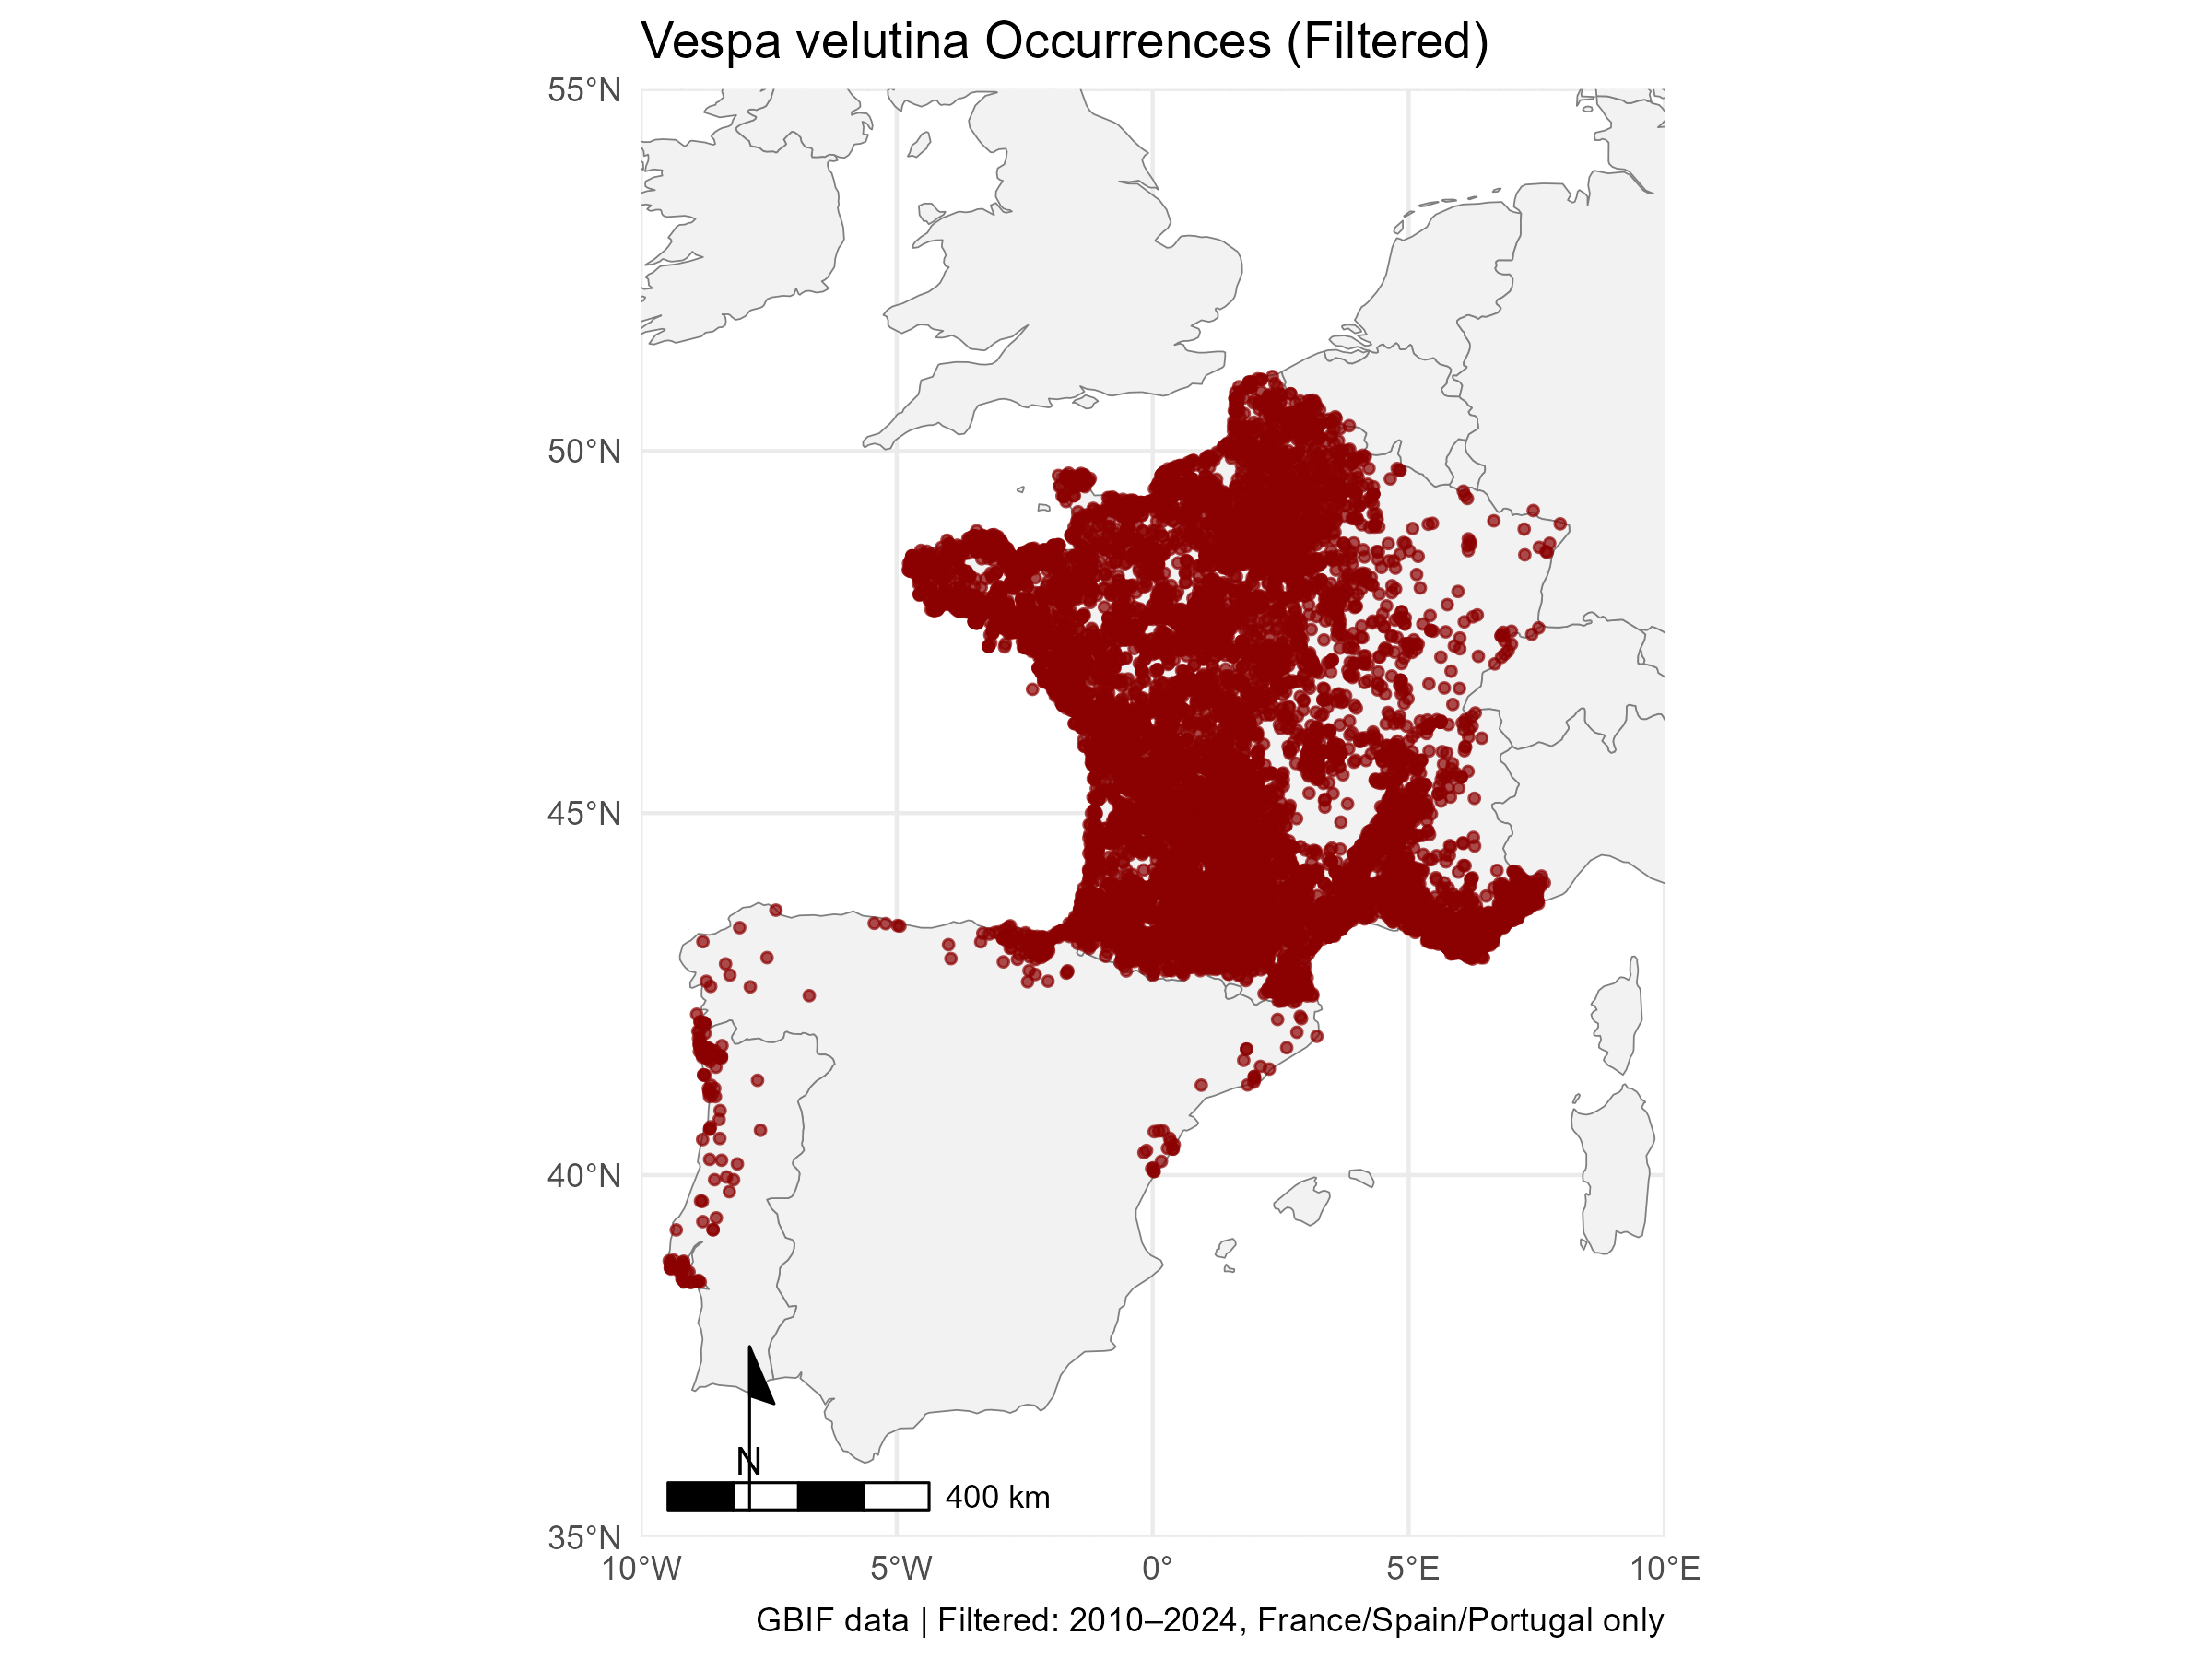 Vespa velutina Occurrences (Filtered)
55°N
50°N
45°N
40°N
35°N
N
400 km
10°W 5°W 0° 5°E 10°E
GBIF data | Filtered: 2010–2024, France/Spain/Portugal only